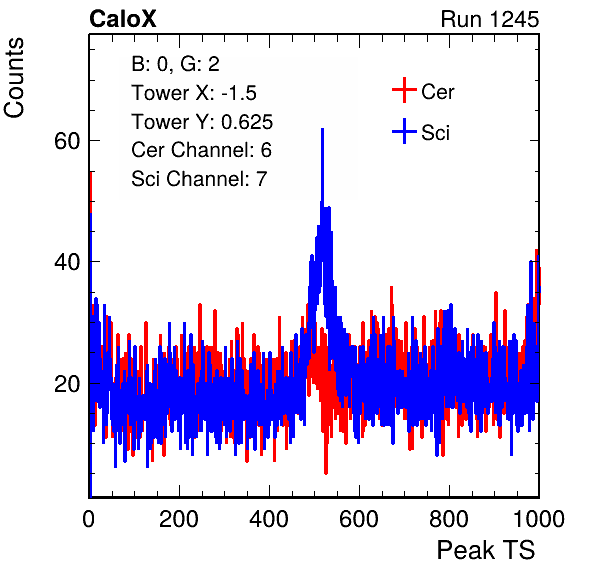 CaloX Run 1245
Counts
B: 0, G: 2
Tower X: -1.5
Tower Y: 0.625
Cer Channel: 6
Sci Channel: 7
Cer
Sci
60
40
20
0 200 400 600 800 1000
Peak TS